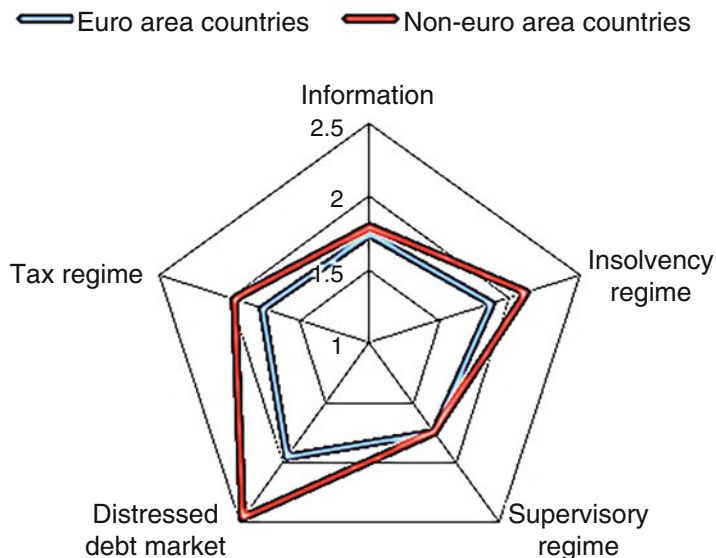 Euro area countries
Non-euro area countries
Information
2.5
2
Tax regime
1.5
Insolvency
regime
1
Distressed
debt market
Supervisory
regime